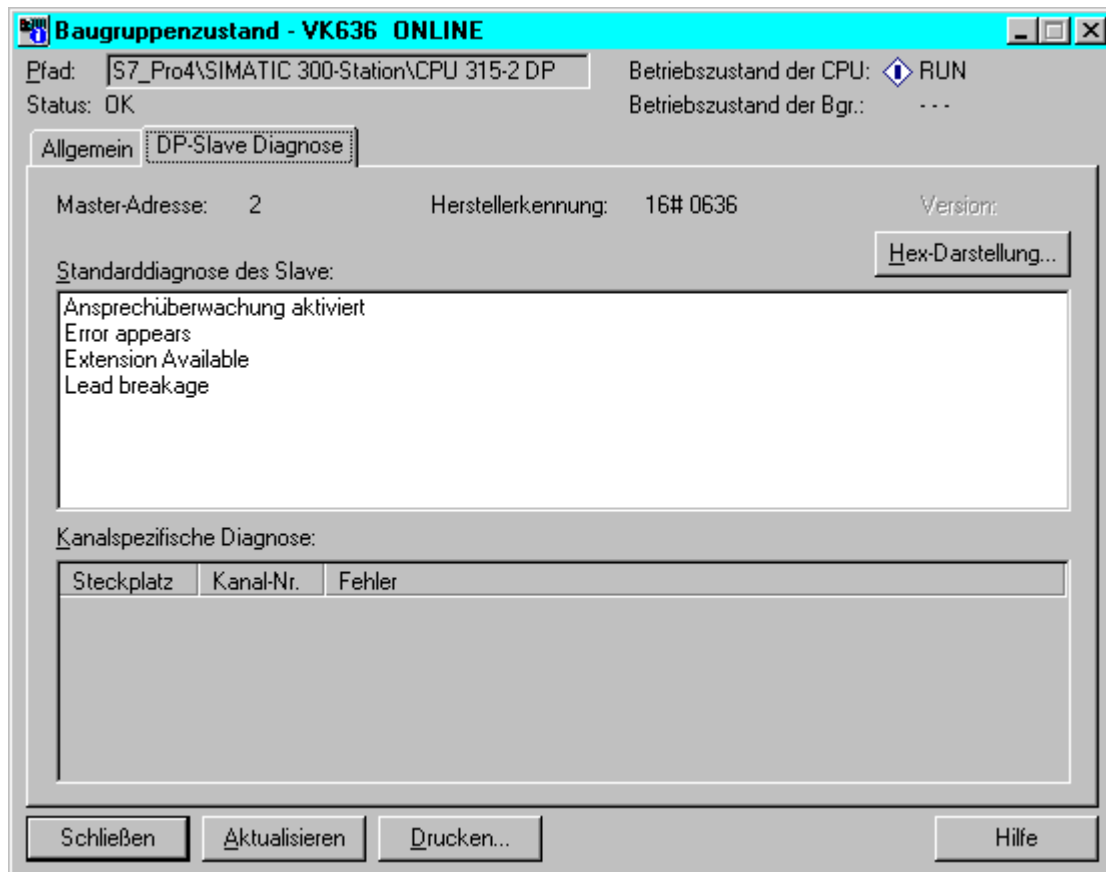 Baugruppenzustand - VK636 ONLINE
Pfad: S7_Pro4\SIMATIC 300-Station\CPU 315-2 DP Betriebszustand der CPU: RUN
Status: OK Betriebszustand der Bgr.: - - -
Allgemein DP-Slave Diagnose
Master-Adresse: 2 Herstellerkennung: 16# 0636 Version:
Hex-Darstellung...
Standarddiagnose des Slave:
Ansprechüberwachung aktiviert
Error appears
Extension Available
Lead breakage
Kanalspezifische Diagnose:
Steckplatz Kanal-Nr. Fehler
Schließen Aktualisieren Drucken... Hilfe